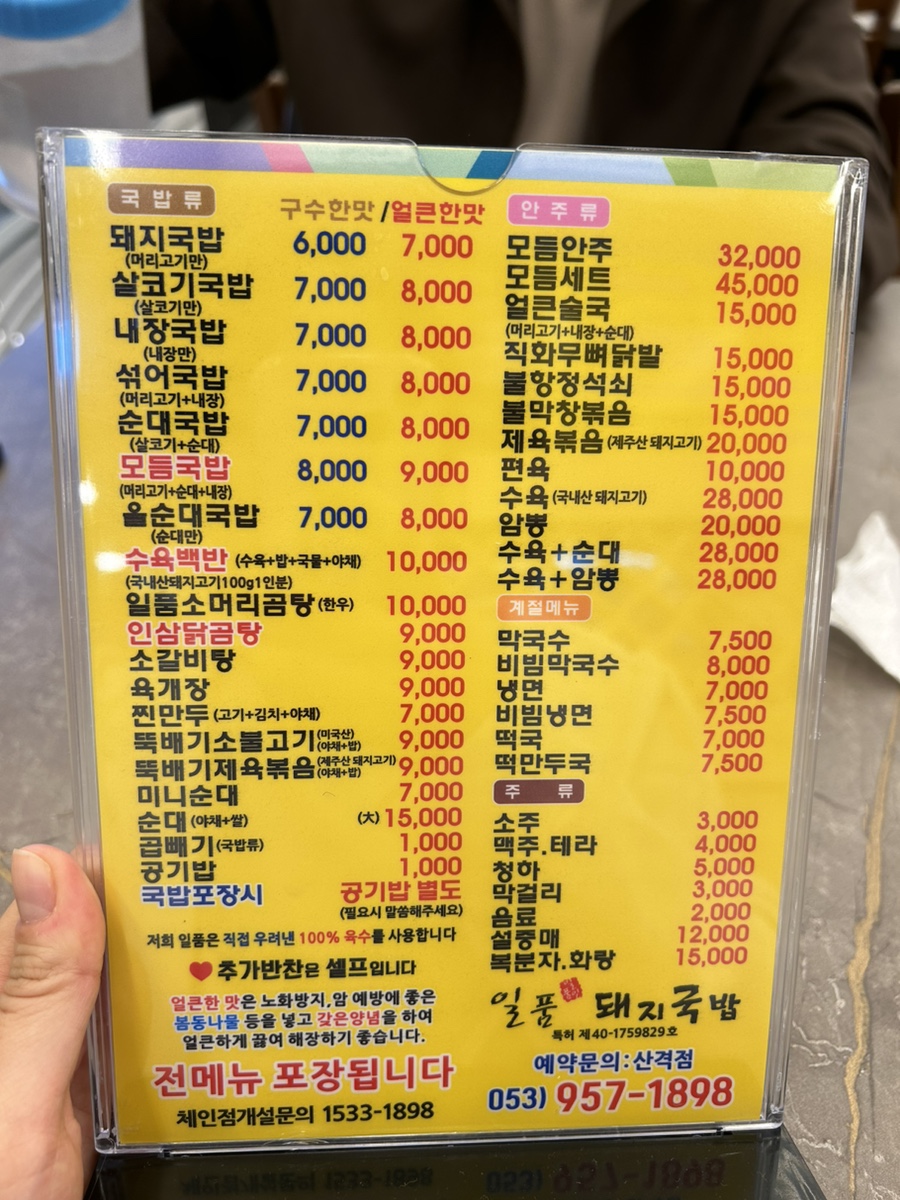 국밥류 구수한맛 / 얼큰한맛
돼지국밥 6,000 7,000
(머리고기만)
살코기국밥 7,000 8,000
(살코기만)
내장국밥 7,000 8,000
(내장만)
섞어국밥 7,000 8,000
(머리고기+내장)
순대국밥 7,000 8,000
(살코기+순대)
모듬국밥 8,000 9,000
(머리고기+순대+내장)
올순대국밥 7,000 8,000
(순대만)
수육백반 (수육+밥+국물+야채) 10,000
(국내산돼지고기100g1인분)
일품소머리곰탕 (한우) 10,000
인삼닭곰탕 9,000
소갈비탕 9,000
육개장 9,000
찐만두 (고기+김치+야채) 7,000
뚝배기소불고기 (미국산) (야채+밥) 9,000
뚝배기제육볶음 (제주산 돼지고기) (야채+밥) 9,000
미니순대 7,000
순대 (야채+쌀) (大) 15,000
곱빼기 (국밥류) 1,000
공기밥 1,000
국밥포장시 공기밥 별도
(필요시 말씀해주세요)
저희 일품은 직접 우려낸 100% 육수를 사용합니다
추가반찬은 셀프입니다
얼큰한 맛은 노화방지,암 예방에 좋은
봄동나물 등을 넣고 갖은양념을 하여
얼큰하게 끓여 해장하기 좋습니다.
전메뉴 포장됩니다
체인점개설문의 1533-1898
안주류
모듬안주 32,000
모듬세트 45,000
얼큰술국 15,000
(머리고기+내장+순대)
직화무뼈닭발 15,000
불향정석쇠 15,000
불막창볶음 15,000
제육볶음 (제주산 돼지고기) 20,000
편육 10,000
수육 (국내산 돼지고기) 28,000
암뽕 20,000
수육+순대 28,000
수육+암뽕 28,000
계절메뉴
막국수 7,500
비빔막국수 8,000
냉면 7,000
비빔냉면 7,500
떡국 7,000
떡만두국 7,500
주류
소주 3,000
맥주.테라 4,000
청하 5,000
막걸리 3,000
음료 2,000
설중매 12,000
복분자.화랑 15,000
일품 돼지국밥
특허 제40-1759829호
예약문의:산격점
053) 957-1898